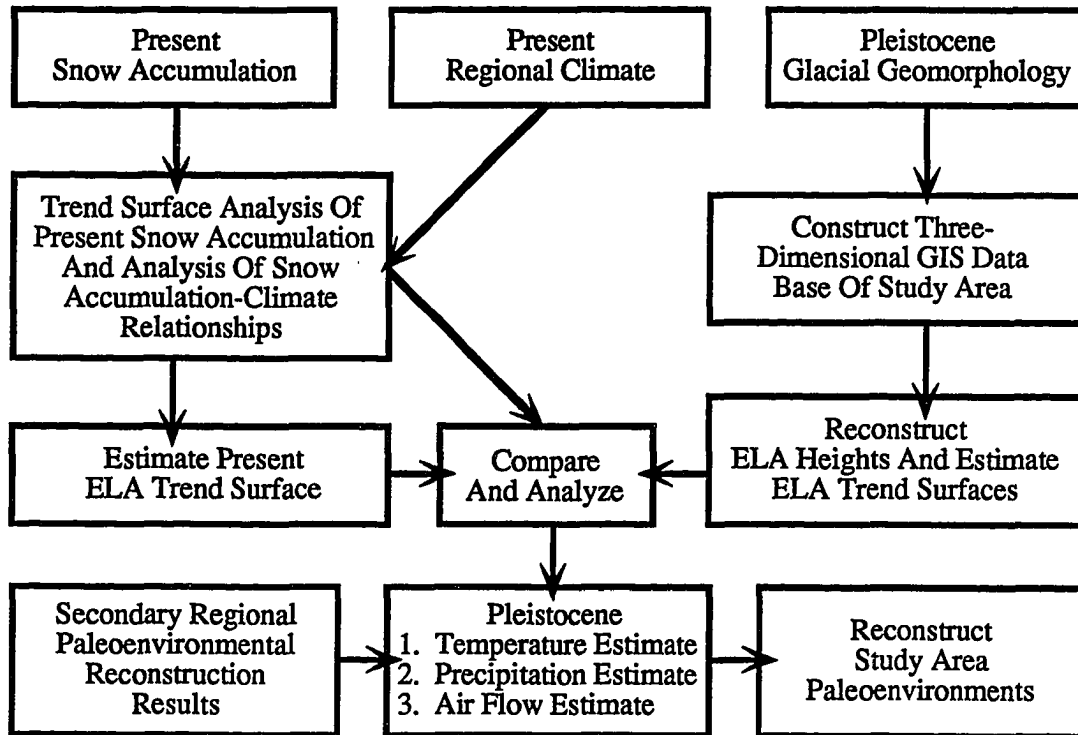 Present
Snow Accumulation
Present
Regional Climate
Pleistocene
Glacial Geomorphology
Trend Surface Analysis Of
Present Snow Accumulation
And Analysis Of Snow
Accumulation-Climate
Relationships
Construct Three-
Dimensional GIS Data
Base Of Study Area
Estimate Present
ELA Trend Surface
Compare
And Analyze
Reconstruct
ELA Heights And Estimate
ELA Trend Surfaces
Secondary Regional
Paleoenvironmental
Reconstruction
Results
Pleistocene
1. Temperature Estimate
2. Precipitation Estimate
3. Air Flow Estimate
Reconstruct
Study Area
Paleoenvironments